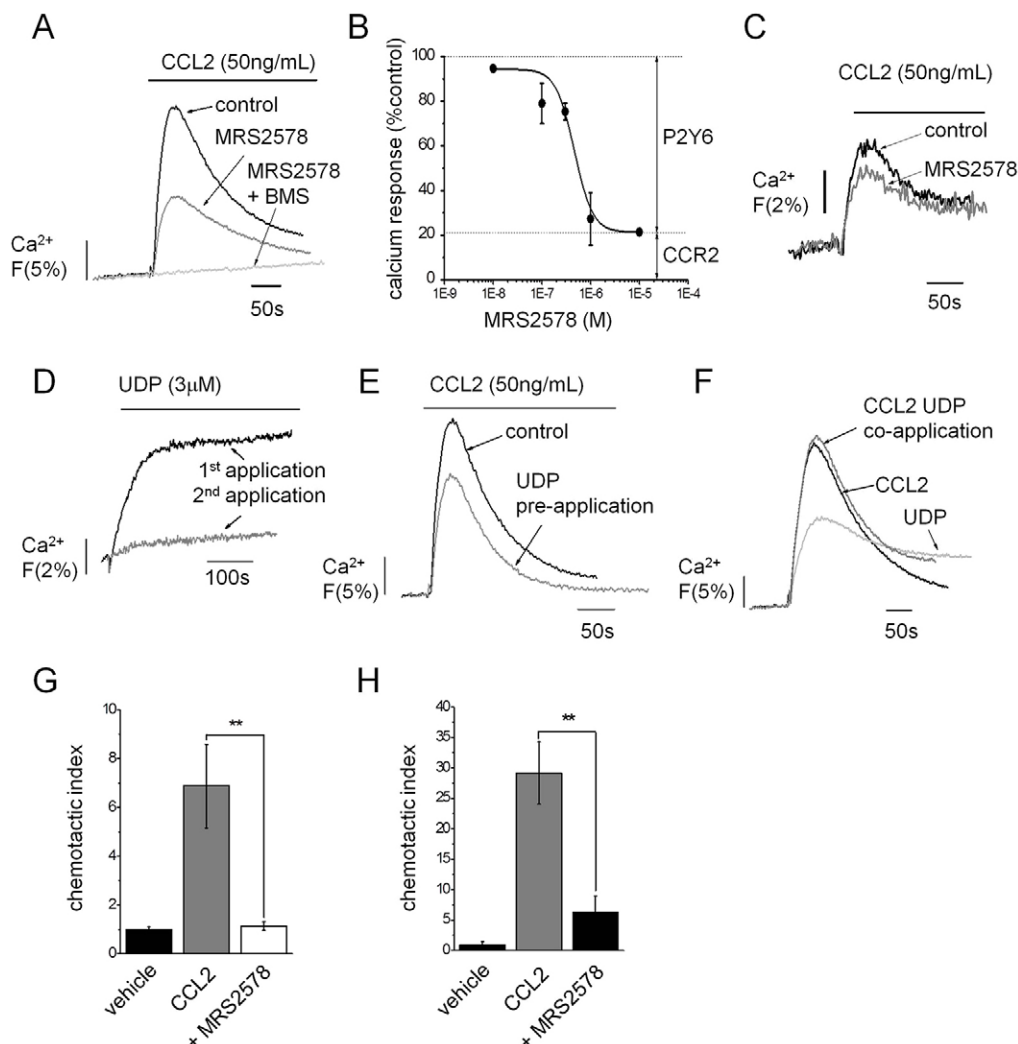 A
CCL2 (50ng/mL)
control
MRS2578
MRS2578
+ BMS
Ca²⁺
F(5%)
50s
B
calcium response (%control)
100
80
60
40
20
0
1E-9
1E-8
1E-7
1E-6
1E-5
1E-4
MRS2578 (M)
P2Y6
CCR2
C
CCL2 (50ng/mL)
control
MRS2578
Ca²⁺
F(2%)
50s
D
UDP (3μM)
1st application
2nd application
Ca²⁺
F(2%)
100s
E
CCL2 (50ng/mL)
control
UDP
pre-application
Ca²⁺
F(5%)
50s
F
CCL2 UDP
co-application
CCL2
UDP
Ca²⁺
F(5%)
50s
G
chemotactic index
10
8
6
4
2
0
**
vehicle
CCL2
+ MRS2578
H
chemotactic index
40
35
30
25
20
15
10
5
0
**
vehicle
CCL2
+ MRS2578